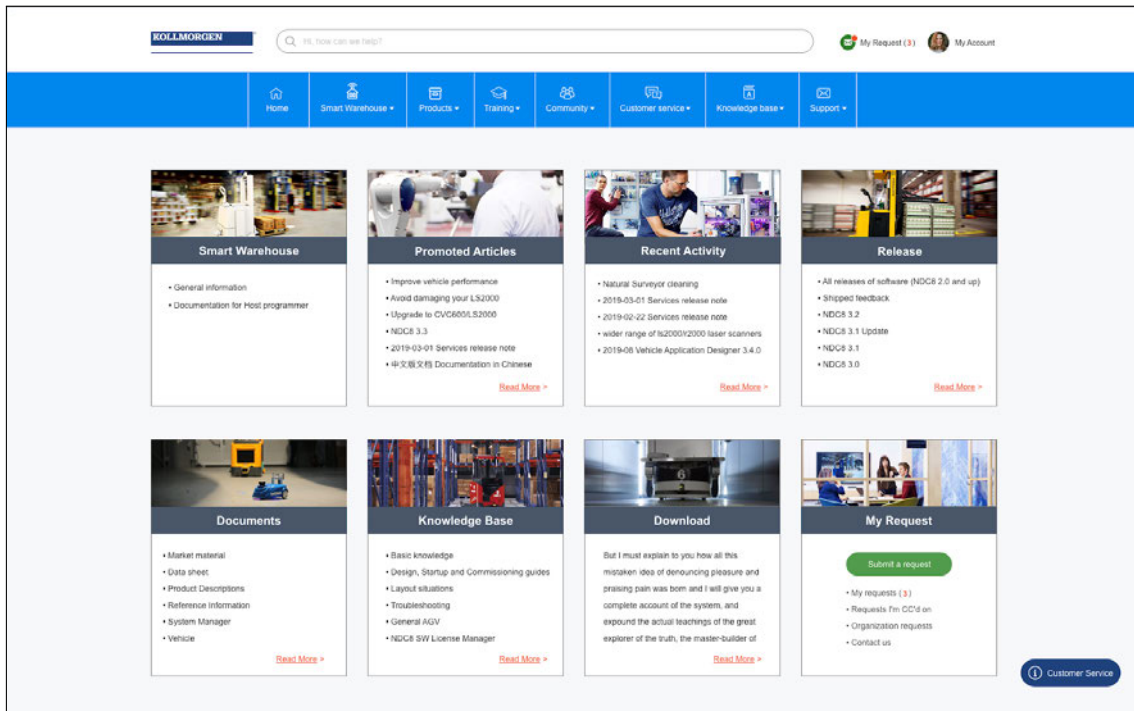 KOLLMORGEN
Hi, how can we help?
My Request (3)
My Account
Home
Smart Warehouse
Products
Training
Community
Customer service
Knowledge base
Support
Smart Warehouse
• General information
• Documentation for Host programmer
Promoted Articles
• Improve vehicle performance
• Avoid damaging your LS2000
• Upgrade to CVC600/LS2000
• NDC8 3.3
• 2019-03-01 Services release note
• 中文版文档 Documentation in Chinese
Read More >
Recent Activity
• Natural Surveyor cleaning
• 2019-03-01 Services release note
• 2019-02-22 Services release note
• wider range of ls2000/r2000 laser scanners
• 2019-08 Vehicle Application Designer 3.4.0
Read More >
Release
• All releases of software (NDC8 2.0 and up)
• Shipped feedback
• NDC8 3.2
• NDC8 3.1 Update
• NDC8 3.1
• NDC8 3.0
Read More >
Documents
• Market material
• Data sheet
• Product Descriptions
• Reference Information
• System Manager
• Vehicle
Read More >
Knowledge Base
• Basic knowledge
• Design, Startup and Commissioning guides
• Layout situations
• Troubleshooting
• General AGV
• NDC8 SW License Manager
Read More >
Download
But I must explain to you how all this
mistaken idea of denouncing pleasure and
praising pain was born and I will give you a
complete account of the system, and
expound the actual teachings of the great
explorer of the truth, the master-builder of
Read More >
My Request
Submit a request
• My requests (3)
• Requests I'm CC'd on
• Organization requests
• Contact us
Customer Service